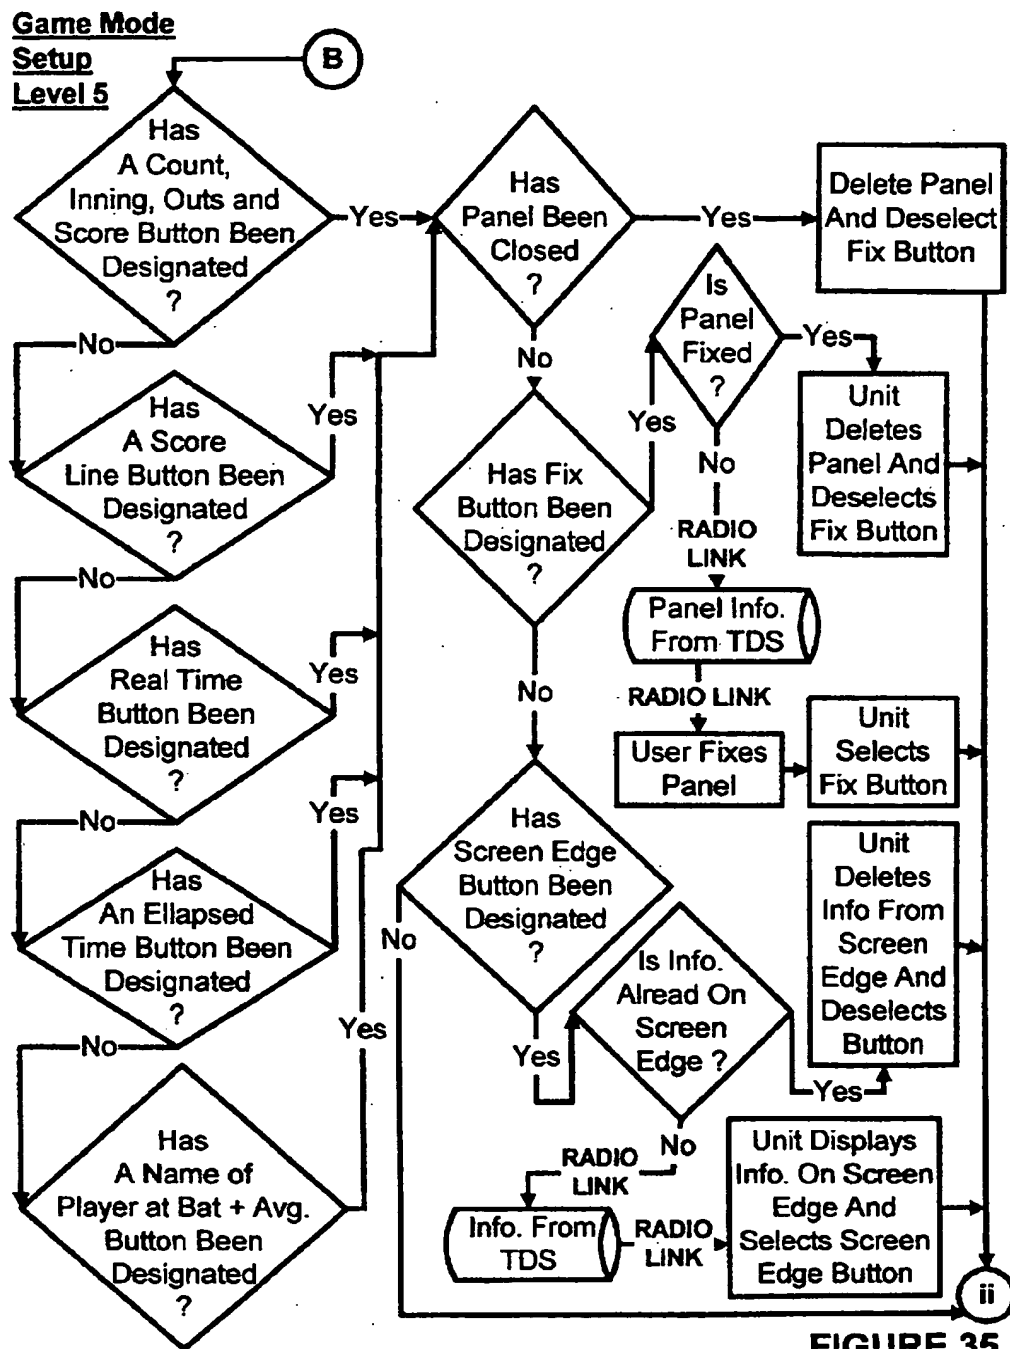 Game Mode
Setup
Level 5
B
Has
A Count,
Inning, Outs and
Score Button Been
Designated
?
Yes
No
Has
A Score
Line Button Been
Designated
?
Yes
No
Has
Real Time
Button Been
Designated
?
Yes
No
Has
An Ellapsed
Time Button Been
Designated
?
Yes
No
Has
A Name of
Player at Bat + Avg.
Button Been
Designated
?
Yes
Has
Panel Been
Closed
?
Yes
Delete Panel
And Deselect
Fix Button
No
Has Fix
Button Been
Designated
?
Yes
Is
Panel
Fixed
?
Yes
Unit
Deletes
Panel And
Deselects
Fix Button
No
RADIO
LINK
Panel Info.
From TDS
RADIO LINK
User Fixes
Panel
Unit
Selects
Fix Button
No
Has
Screen Edge
Button Been
Designated
?
No
Yes
Is Info.
Alread On
Screen
Edge ?
Yes
Unit
Deletes
Info From
Screen
Edge And
Deselects
Button
No
RADIO
LINK
Info. From
TDS
RADIO
LINK
Unit Displays
Info. On Screen
Edge And
Selects Screen
Edge Button
ii
FIGURE 35